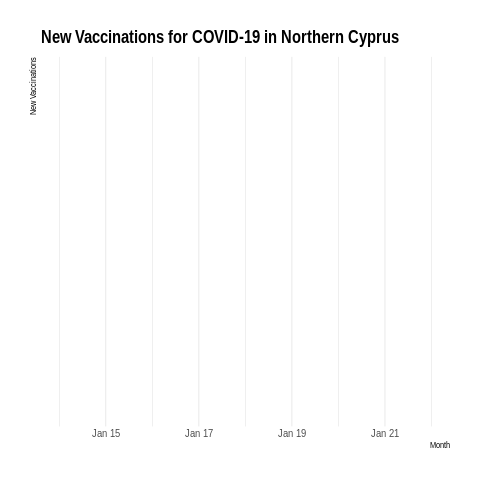 New Vaccinations for COVID-19 in Northern Cyprus
New Vaccinations
Jan 15 Jan 17 Jan 19 Jan 21
Month